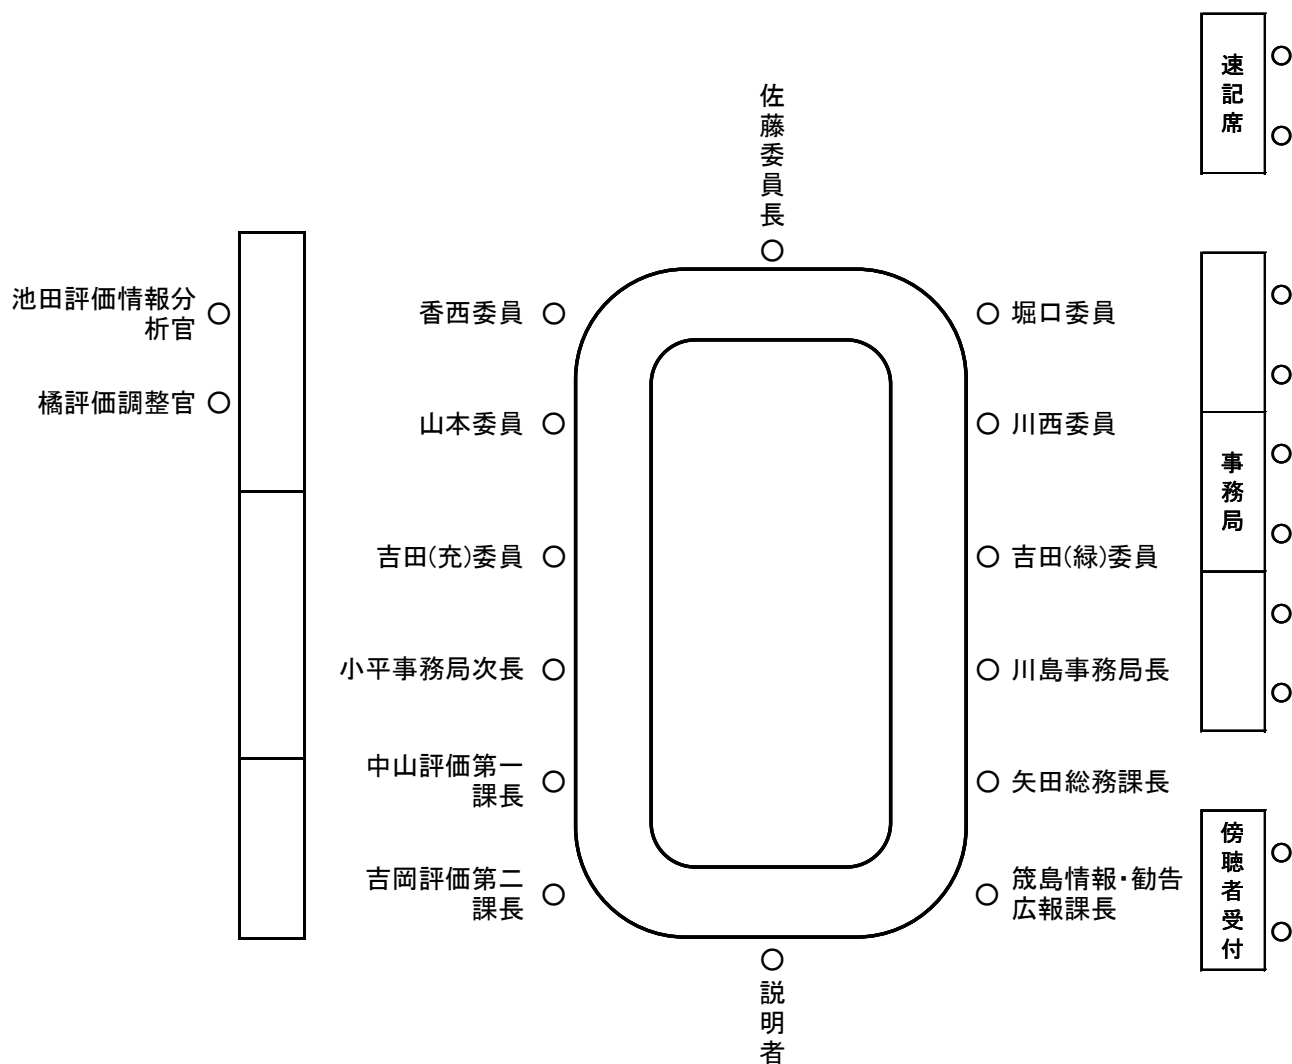 速記席
佐藤委員長
池田評価情報分
析官
橘評価調整官
香西委員
堀口委員
山本委員
川西委員
事務局
吉田(充)委員
吉田(緑)委員
小平事務局次長
川島事務局長
中山評価第一
課長
矢田総務課長
吉岡評価第二
課長
筬島情報・勧告
広報課長
傍聴者受付
説明者